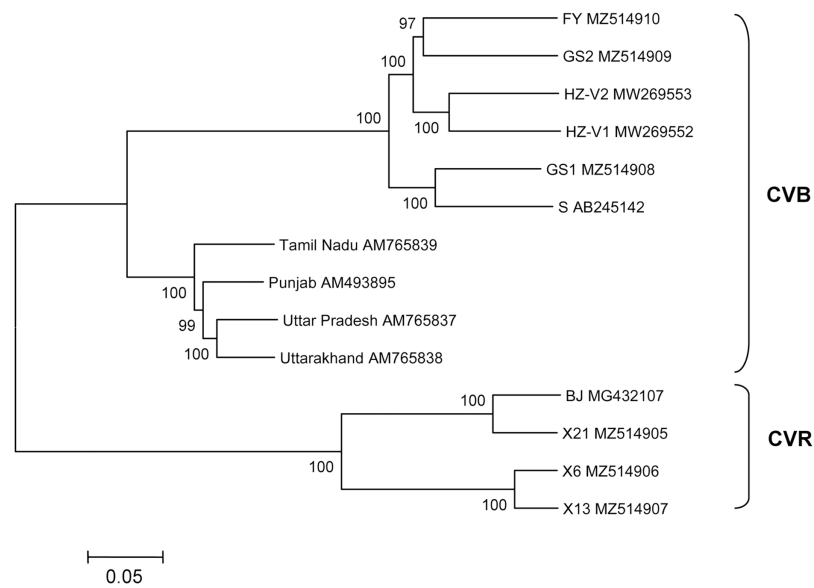 97
FY MZ514910
100
GS2 MZ514909
HZ-V2 MW269553
100
100
HZ-V1 MW269552
GS1 MZ514908
CVB
100
S AB245142
Tamil Nadu AM765839
100
Punjab AM493895
99
Uttar Pradesh AM765837
100
Uttarakhand AM765838
100
BJ MG432107
X21 MZ514905
CVR
100
X6 MZ514906
100
X13 MZ514907
0.05